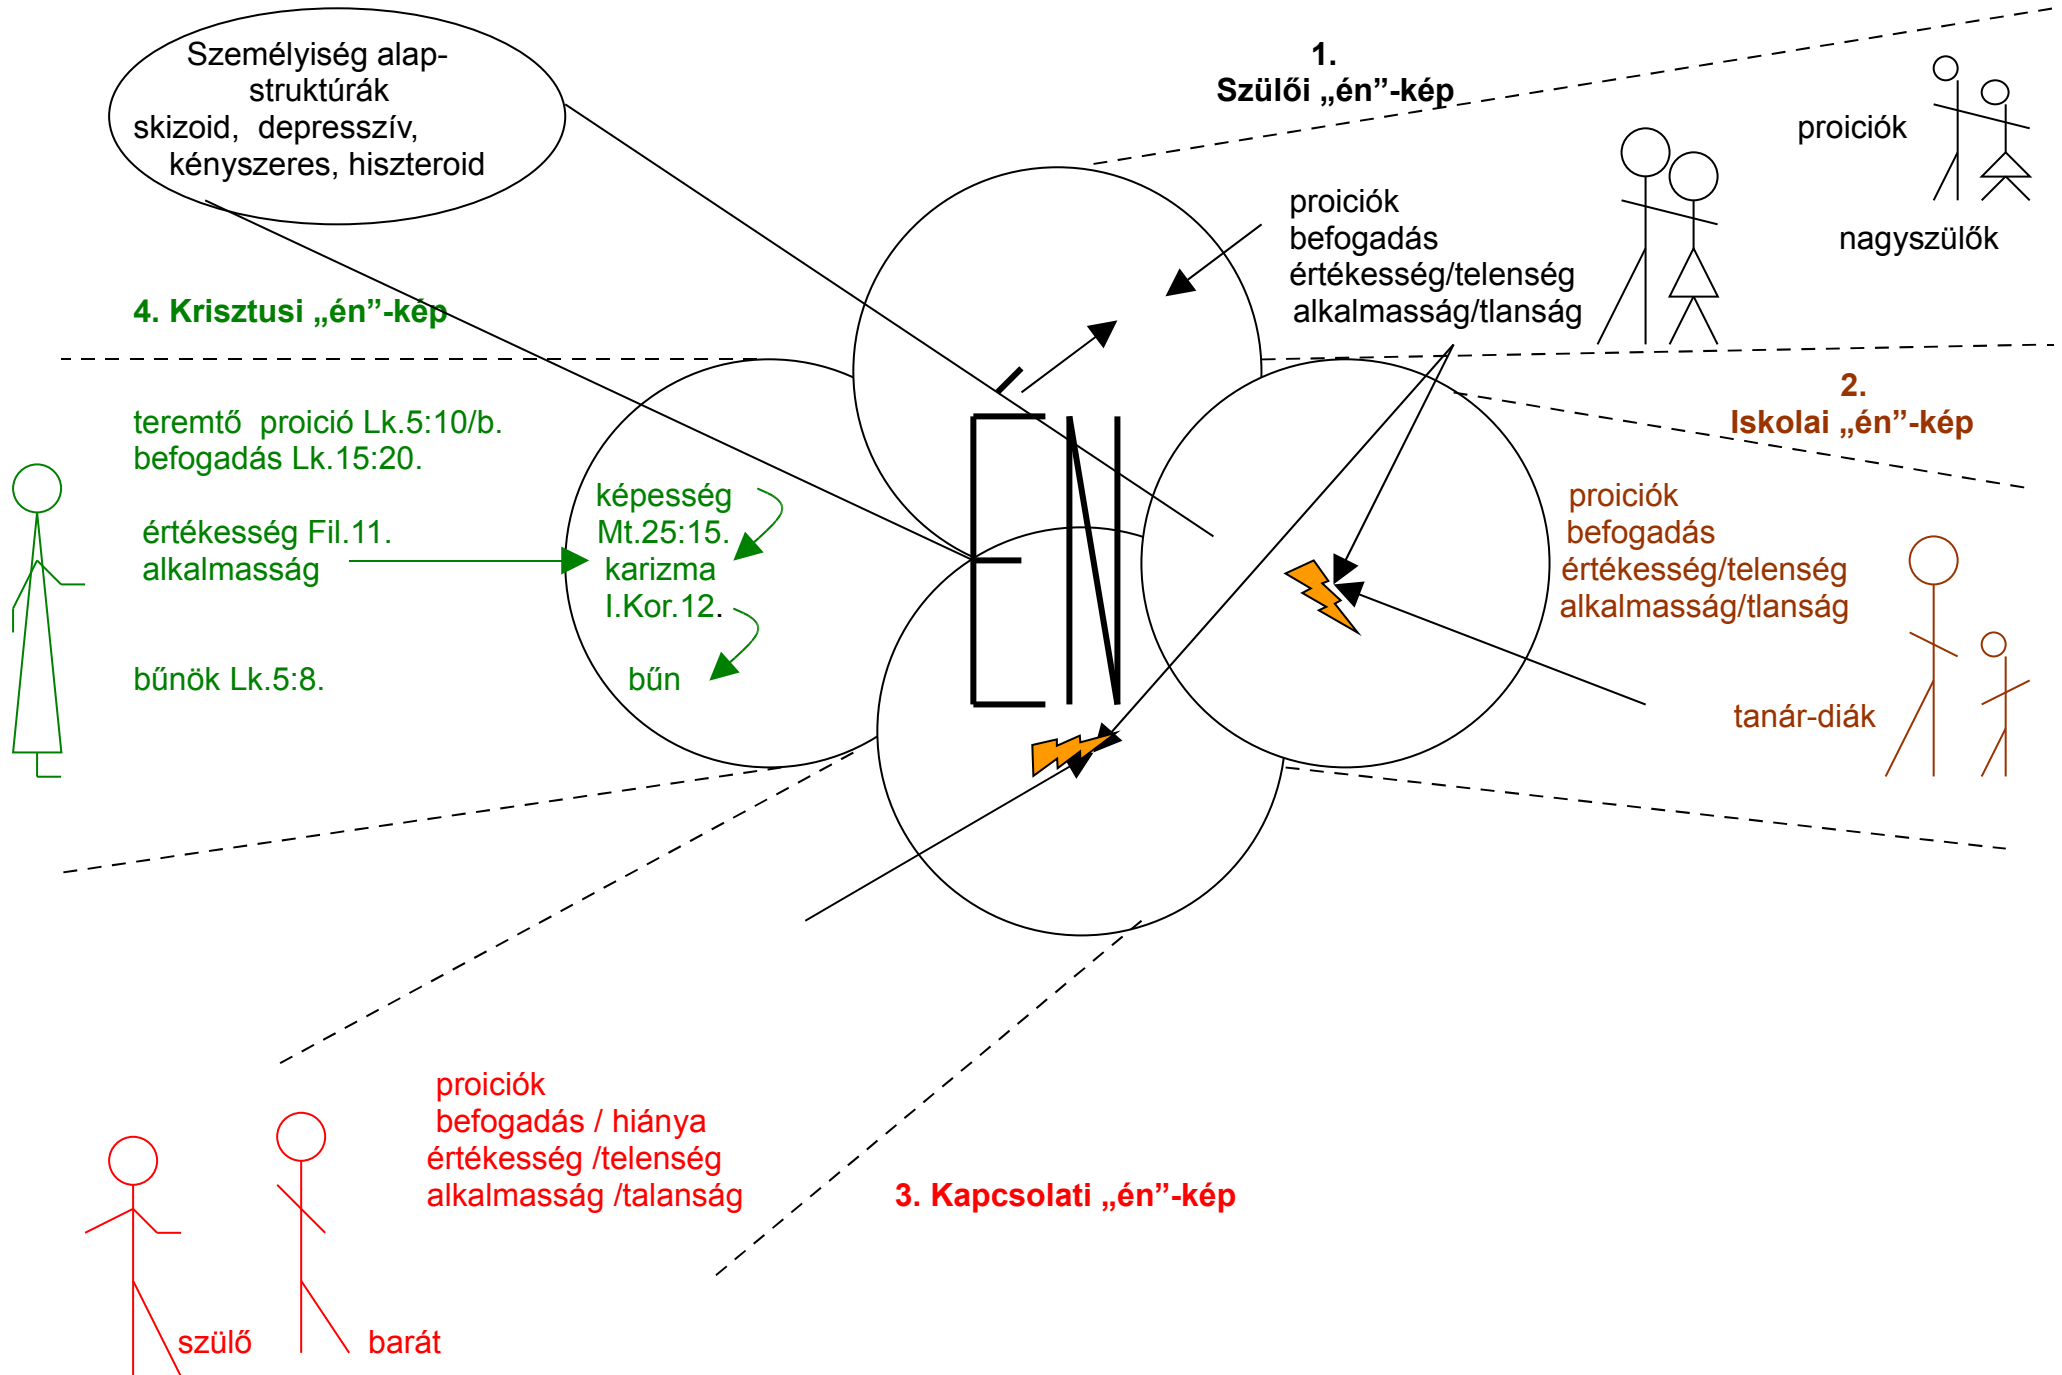 Személyiség alap-
struktúrák
skizoid, depresszív,
kényszeres, hiszteroid
1.
Szülői „én”-kép
proiciók
nagyszülők
proiciók
befogadás
értékesség/telenség
alkalmasság/tlanság
4. Krisztusi „én”-kép
teremtő proició Lk.5:10/b.
befogadás Lk.15:20.
értékesség Fil.11.
alkalmasság
bűnök Lk.5:8.
képesség
Mt.25:15.
karizma
I.Kor.12.
bűn
ÉN
2.
Iskolai „én”-kép
proiciók
befogadás
értékesség/telenség
alkalmasság/tlanság
tanár-diák
proiciók
befogadás / hiánya
értékesség /telenség
alkalmasság /talanság
3. Kapcsolati „én”-kép
szülő
barát